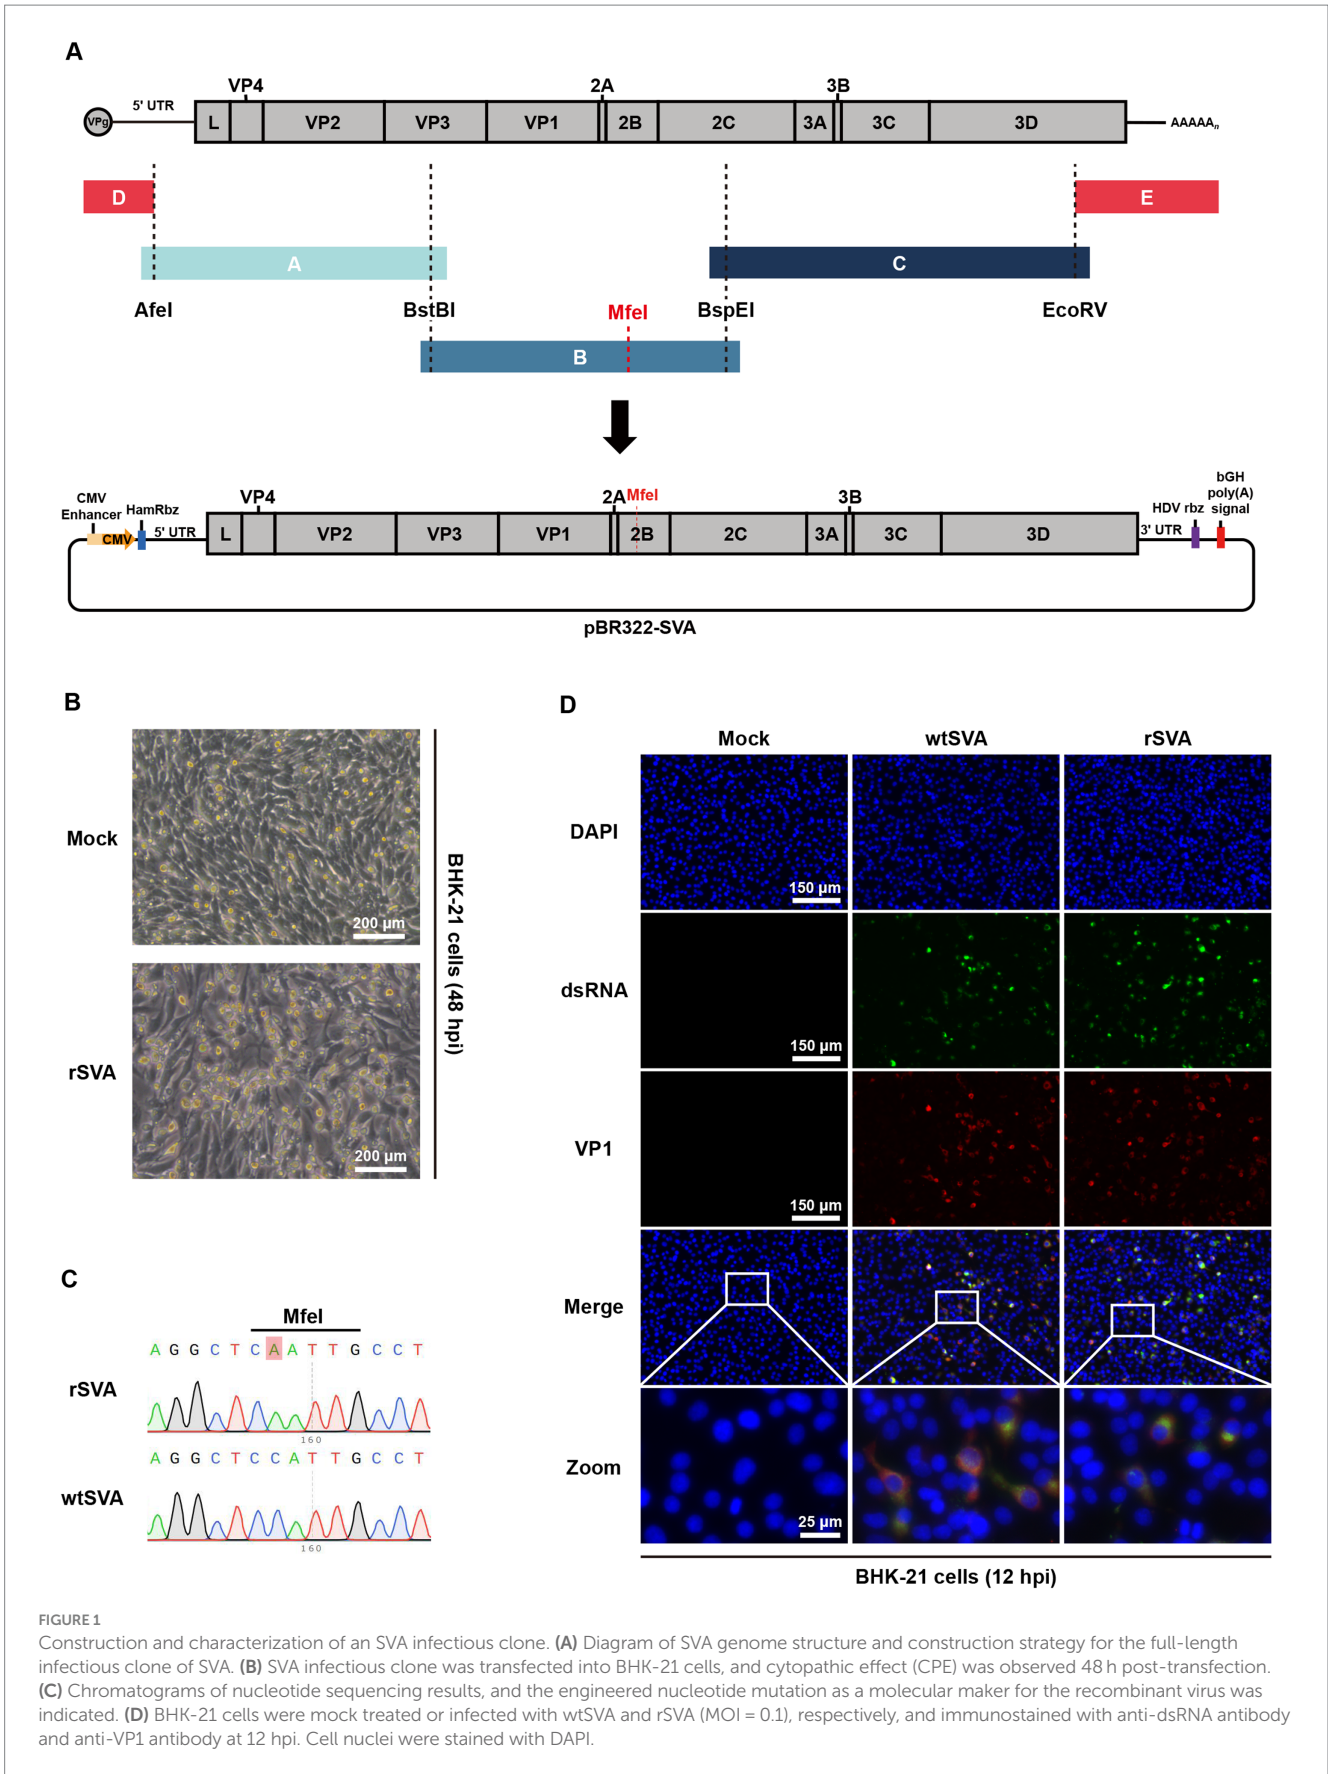 A
VP4
2A
3B
5' UTR
VPg
L
VP2
VP3
VP1
2B
2C
3A
3C
3D
AAAAAn
D
E
A
C
AfeI
BstBI
MfeI
BspEI
EcoRV
B
CMV
Enhancer
HamRbz
VP4
2A
MfeI
3B
HDV rbz
bGH
poly(A)
signal
CMV
5' UTR
L
VP2
VP3
VP1
2B
2C
3A
3C
3D
3' UTR
pBR322-SVA
B
Mock
200 µm
rSVA
200 µm
BHK-21 cells (48 hpi)
C
MfeI
A G G C T C A A T T G C C T
rSVA
160
A G G C T C C A T T G C C T
wtSVA
160
D
Mock
wtSVA
rSVA
DAPI
150 µm
dsRNA
150 µm
VP1
150 µm
Merge
Zoom
25 µm
BHK-21 cells (12 hpi)
FIGURE 1
Construction and characterization of an SVA infectious clone. (A) Diagram of SVA genome structure and construction strategy for the full-length
infectious clone of SVA. (B) SVA infectious clone was transfected into BHK-21 cells, and cytopathic effect (CPE) was observed 48 h post-transfection.
(C) Chromatograms of nucleotide sequencing results, and the engineered nucleotide mutation as a molecular maker for the recombinant virus was
indicated. (D) BHK-21 cells were mock treated or infected with wtSVA and rSVA (MOI = 0.1), respectively, and immunostained with anti-dsRNA antibody
and anti-VP1 antibody at 12 hpi. Cell nuclei were stained with DAPI.